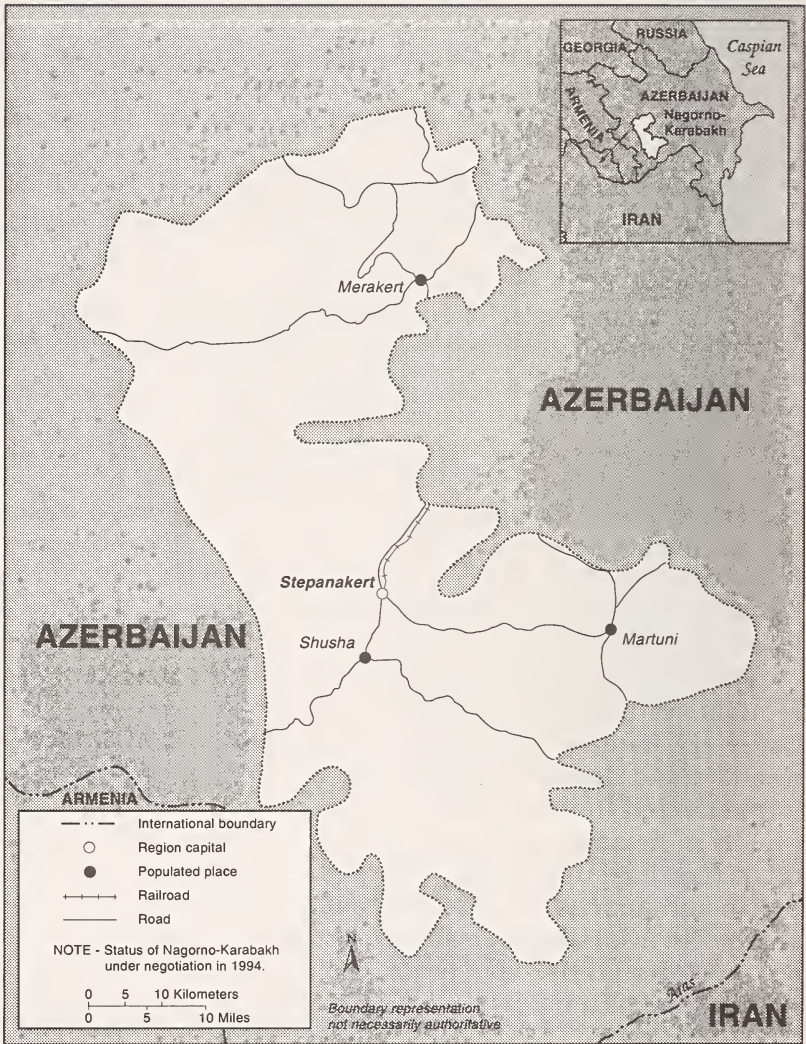 RUSSIA
GEORGIA
Caspian
Sea
AZERBAIJAN
ARMENIA
Nagorno-
Karabakh
IRAN
Merakert
AZERBAIJAN
Stepanakert
AZERBAIJAN
Shusha
Martuni
ARMENIA
International boundary
Region capital
Populated place
Railroad
Road
NOTE - Status of Nagorno-Karabakh
under negotiation in 1994.
0 5 10 Kilometers
0 5 10 Miles
N
Boundary representation
not necessarily authoritative
Aras
IRAN